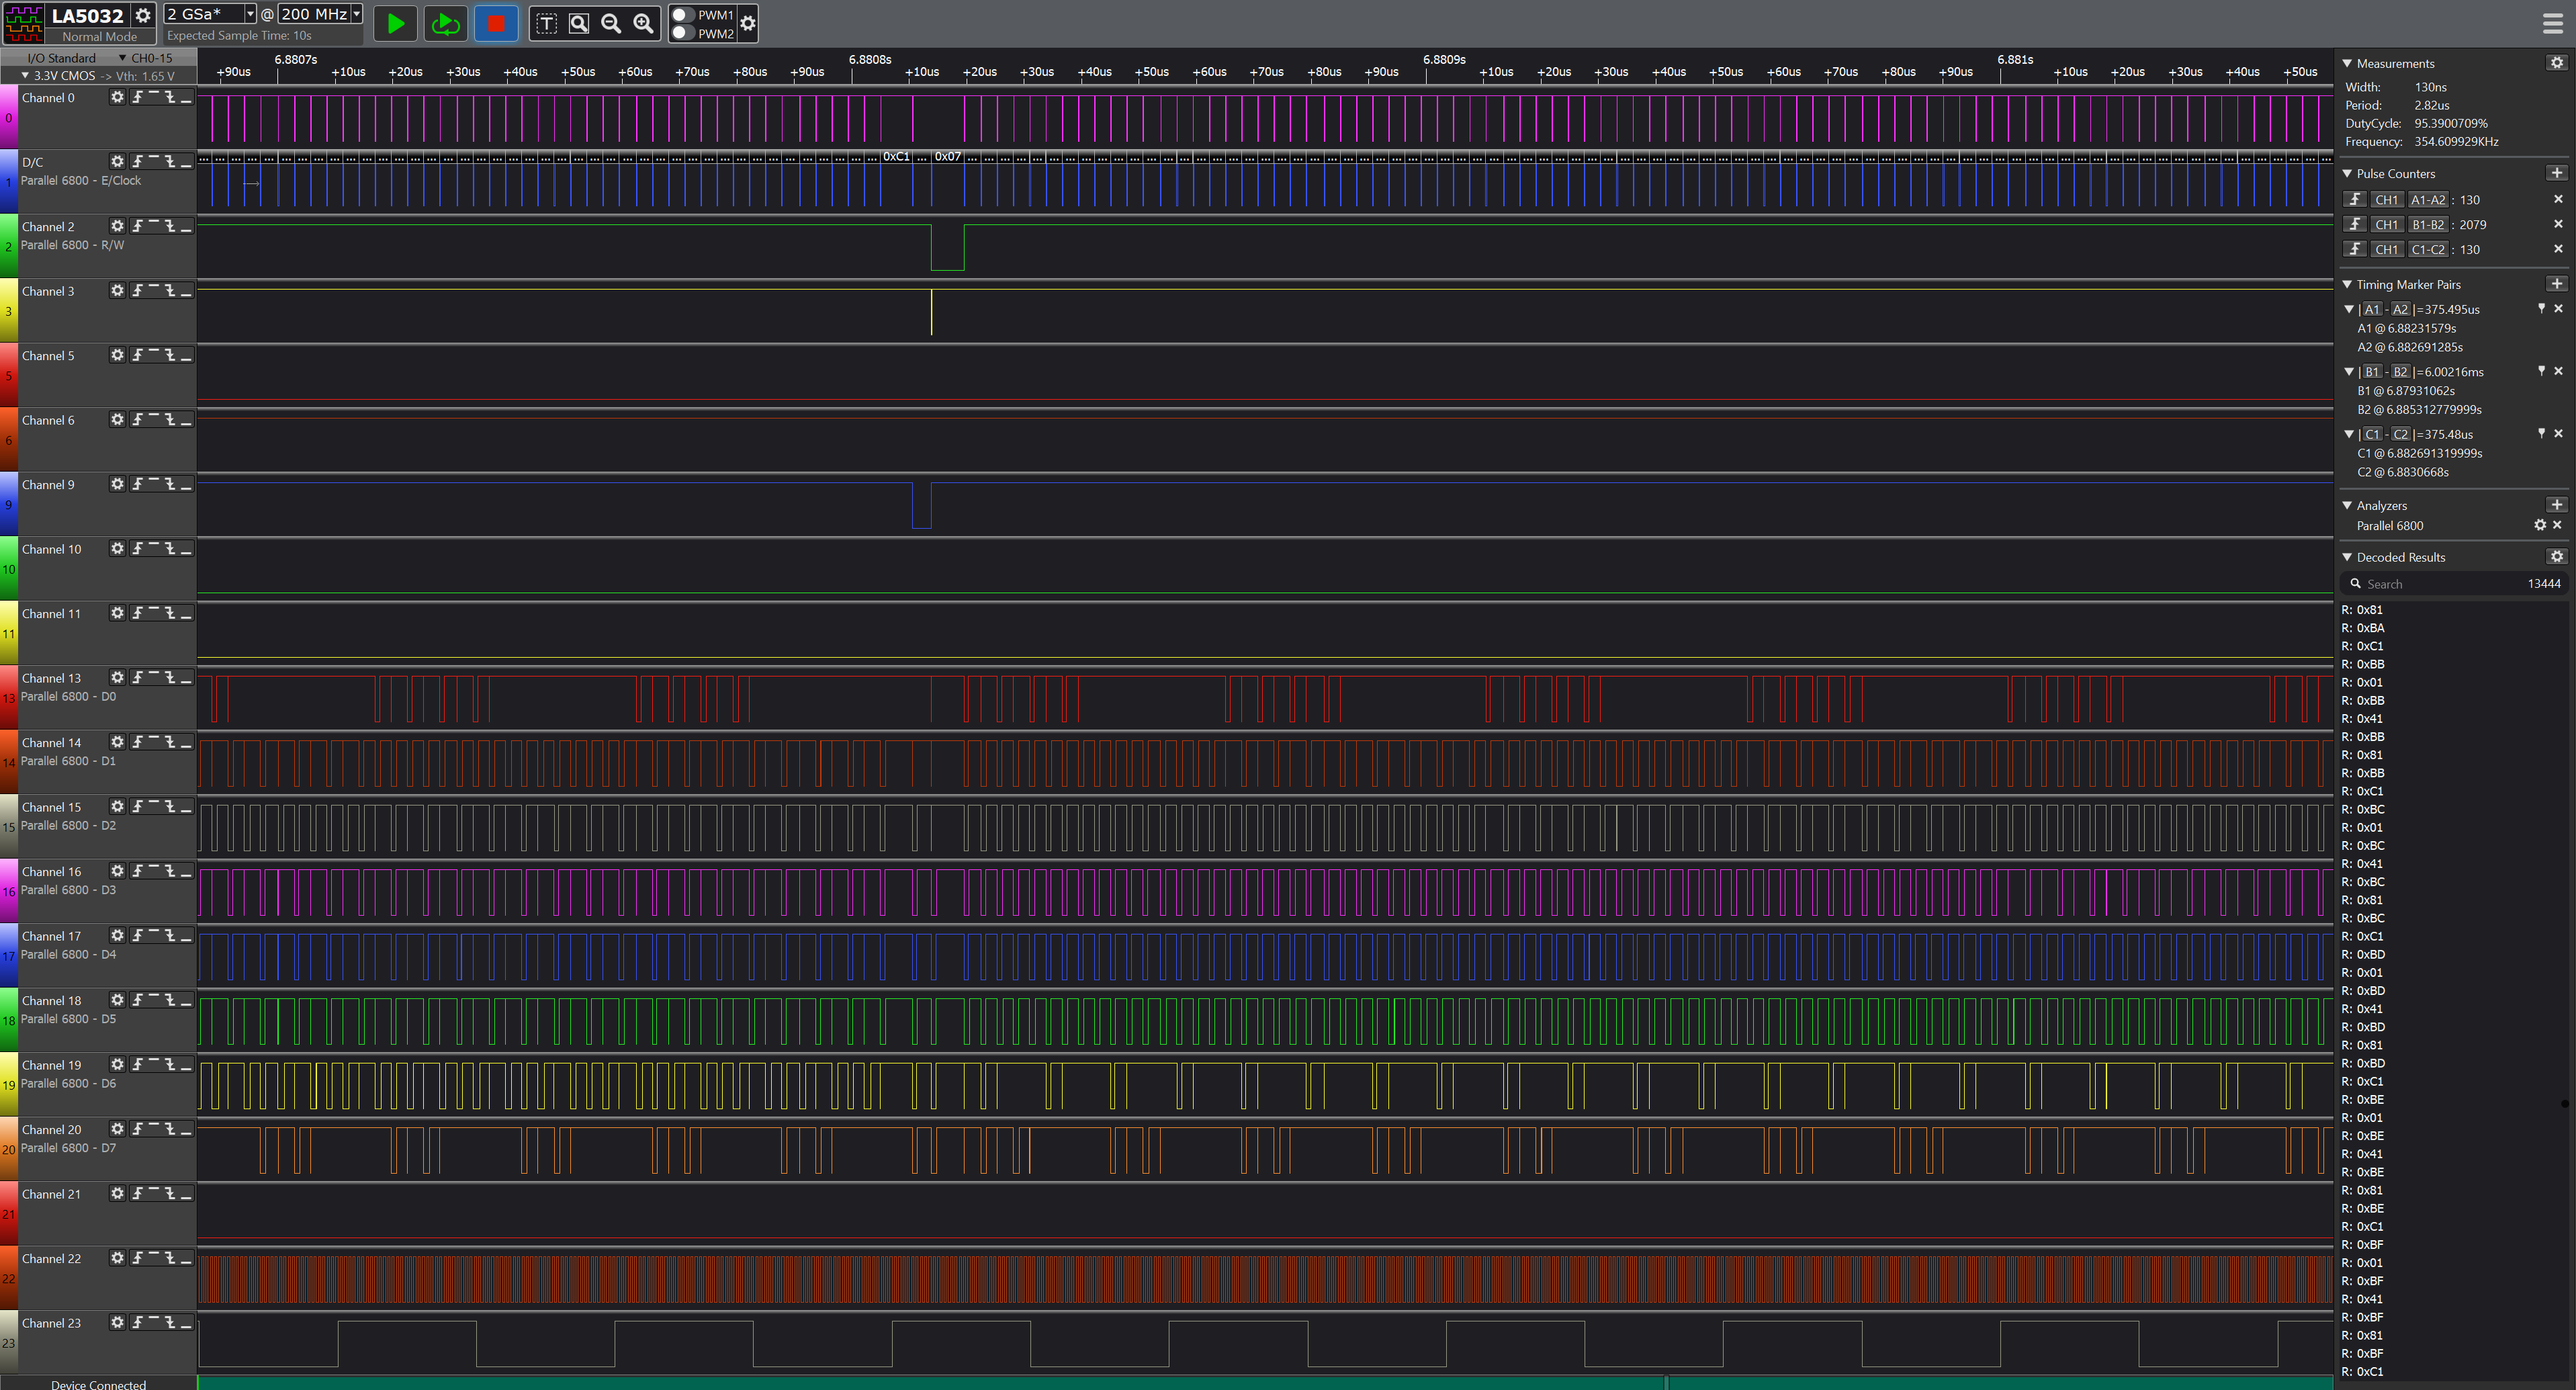 LA5032
Normal Mode
2 GSa* @ 200 MHz
Expected Sample Time: 10s
PWM1
PWM2
I/O Standard CH0-15
3.3V CMOS -> Vth: 1.65 V
6.8807s 6.8808s 6.8809s 6.881s
+90us +10us +20us +30us +40us +50us +60us +70us +80us +90us +10us +20us +30us +40us +50us +60us +70us +80us +90us +10us +20us +30us +40us +50us +60us +70us +80us +90us +10us +20us +30us +40us +50us
0 Channel 0
1 D/C
Parallel 6800 - E/Clock
0xC1 ... 0x07
2 Channel 2
Parallel 6800 - R/W
3 Channel 3
5 Channel 5
6 Channel 6
9 Channel 9
10 Channel 10
11 Channel 11
13 Channel 13
Parallel 6800 - D0
14 Channel 14
Parallel 6800 - D1
15 Channel 15
Parallel 6800 - D2
16 Channel 16
Parallel 6800 - D3
17 Channel 17
Parallel 6800 - D4
18 Channel 18
Parallel 6800 - D5
19 Channel 19
Parallel 6800 - D6
20 Channel 20
Parallel 6800 - D7
21 Channel 21
22 Channel 22
23 Channel 23
Device Connected
Measurements
Width: 130ns
Period: 2.82us
DutyCycle: 95.3900709%
Frequency: 354.609929KHz
Pulse Counters
CH1 A1-A2 : 130
CH1 B1-B2 : 2079
CH1 C1-C2 : 130
Timing Marker Pairs
| A1 - A2 |=375.495us
A1 @ 6.88231579s
A2 @ 6.882691285s
| B1 - B2 |=6.00216ms
B1 @ 6.87931062s
B2 @ 6.885312779999s
| C1 - C2 |=375.48us
C1 @ 6.882691319999s
C2 @ 6.8830668s
Analyzers
Parallel 6800
Decoded Results
Search 13444
R: 0x81
R: 0xBA
R: 0xC1
R: 0xBB
R: 0x01
R: 0xBB
R: 0x41
R: 0xBB
R: 0x81
R: 0xBB
R: 0xC1
R: 0xBC
R: 0x01
R: 0xBC
R: 0x41
R: 0xBC
R: 0x81
R: 0xBC
R: 0xC1
R: 0xBD
R: 0x01
R: 0xBD
R: 0x41
R: 0xBD
R: 0x81
R: 0xBD
R: 0xC1
R: 0xBE
R: 0x01
R: 0xBE
R: 0x41
R: 0xBE
R: 0x81
R: 0xBE
R: 0xC1
R: 0xBF
R: 0x01
R: 0xBF
R: 0x41
R: 0xBF
R: 0x81
R: 0xBF
R: 0xC1